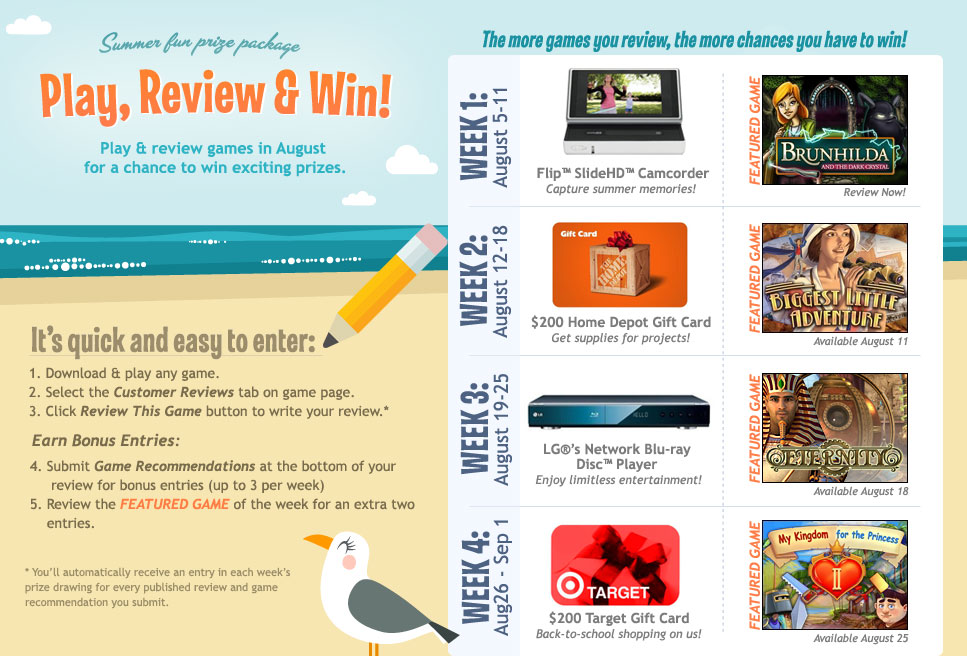 Summer fun prize package
Play, Review & Win!
Play & review games in August
for a chance to win exciting prizes.
It's quick and easy to enter:
1. Download & play any game.
2. Select the Customer Reviews tab on game page.
3. Click Review This Game button to write your review.*
Earn Bonus Entries:
4. Submit Game Recommendations at the bottom of your
review for bonus entries (up to 3 per week)
5. Review the FEATURED GAME of the week for an extra two
entries.
* You'll automatically receive an entry in each week's
prize drawing for every published review and game
recommendation you submit.
The more games you review, the more chances you have to win!
WEEK 1:
August 5-11
Flip™ SlideHD™ Camcorder
Capture summer memories!
FEATURED GAME
BRUNHILDA
AND THE DARK CRYSTAL
Review Now!
WEEK 2:
August 12-18
Gift Card
THE HOME DEPOT
$200 Home Depot Gift Card
Get supplies for projects!
FEATURED GAME
BIGGEST LITTLE
ADVENTURE
Available August 11
WEEK 3:
August 19-25
LG
HELLO
LG®'s Network Blu-ray
Disc™ Player
Enjoy limitless entertainment!
FEATURED GAME
ETERNITY
Available August 18
WEEK 4:
Aug26 - Sep 1
TARGET
$200 Target Gift Card
Back-to-school shopping on us!
FEATURED GAME
My Kingdom for the Princess
II
Available August 25